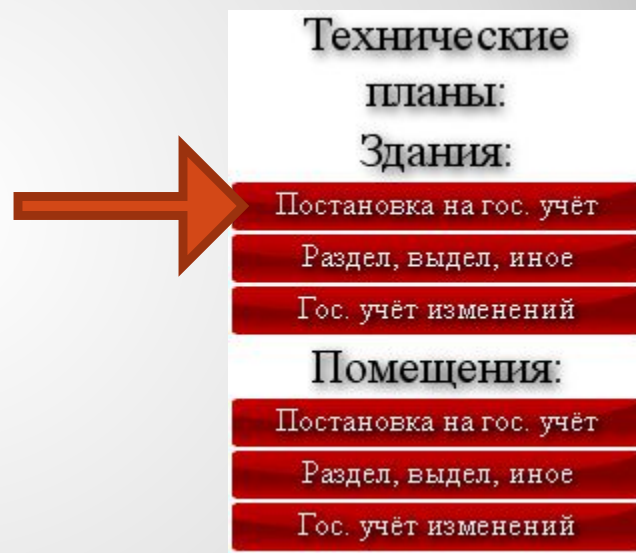 Технические
планы:
Здания:
Постановка на гос. учёт
Раздел, выдел, иное
Гос. учёт изменений
Помещения:
Постановка на гос. учёт
Раздел, выдел, иное
Гос. учёт изменений